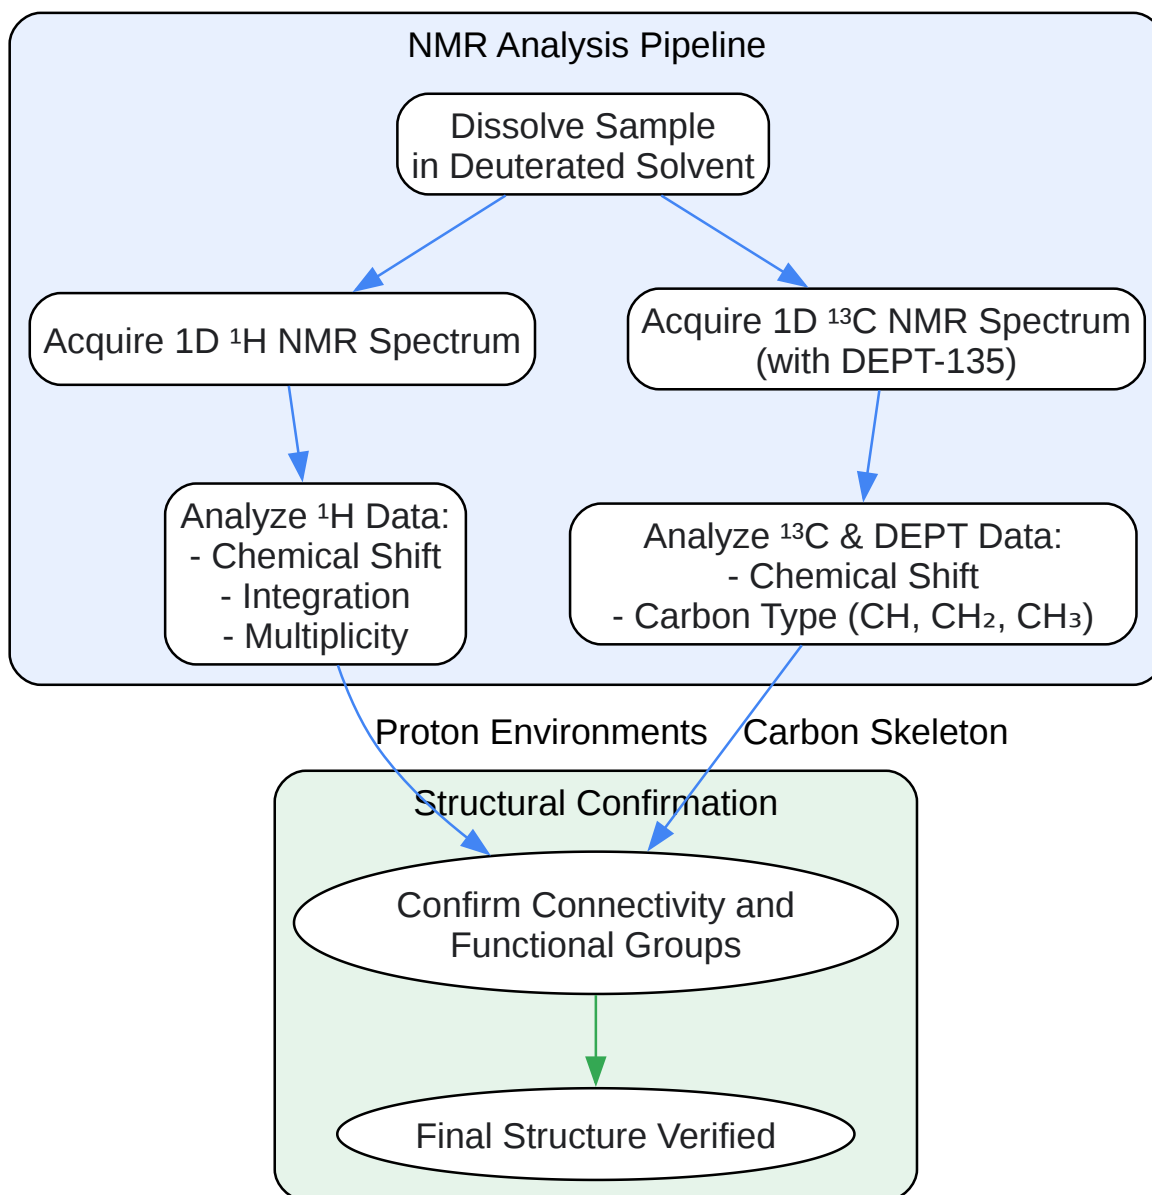 NMR Analysis Pipeline
Dissolve Sample
in Deuterated Solvent
Acquire 1D ¹H NMR Spectrum
Acquire 1D ¹³C NMR Spectrum
(with DEPT-135)
Analyze ¹H Data:
- Chemical Shift
- Integration
- Multiplicity
Analyze ¹³C & DEPT Data:
- Chemical Shift
- Carbon Type (CH, CH₂, CH₃)
Proton Environments
Carbon Skeleton
Structural Confirmation
Confirm Connectivity and
Functional Groups
Final Structure Verified